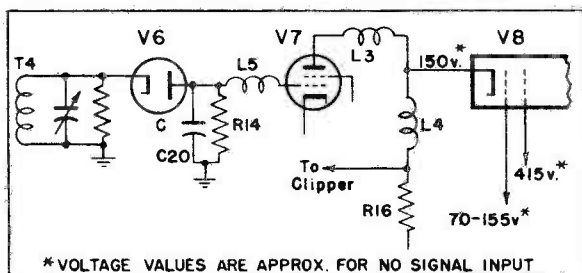 V6
V7
V8
T4
L5
L3
150v.*
L4
C
C20
R14
To
Clipper
R16
415v.*
70-155v*
*VOLTAGE VALUES ARE APPROX. FOR NO SIGNAL INPUT